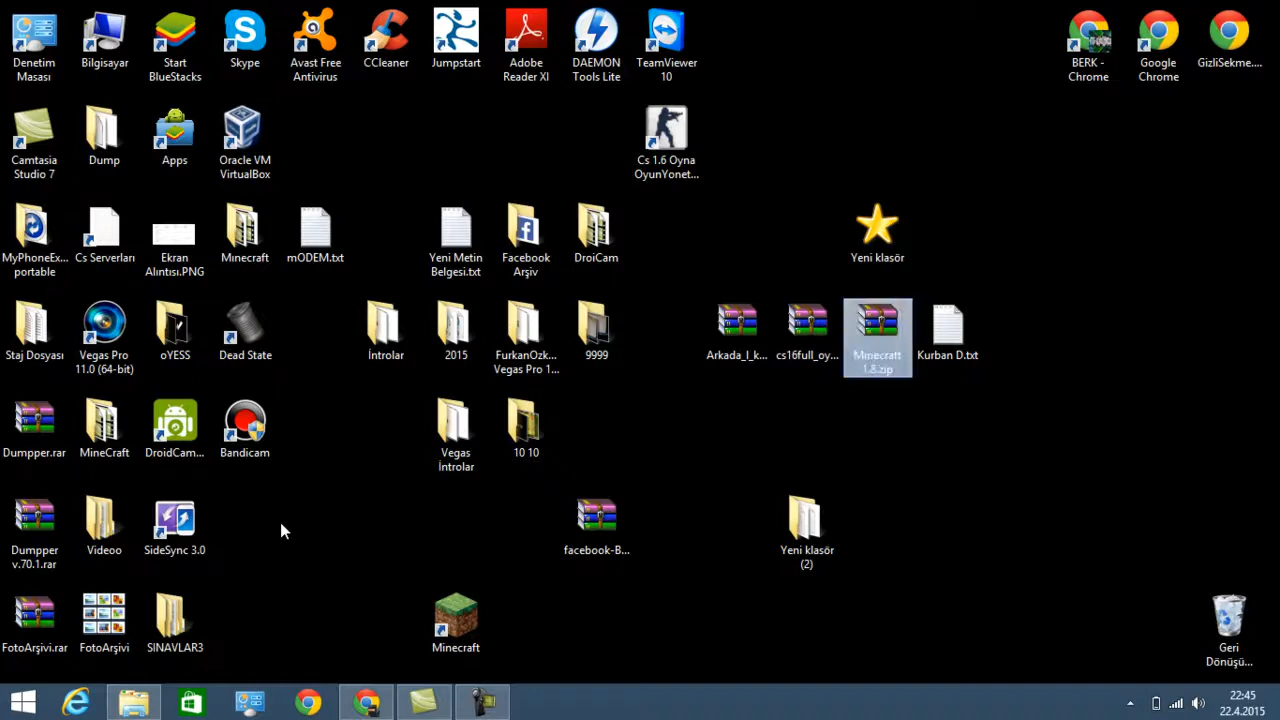 Denetim
Masası
Bilgisayar
Start
BlueStacks
Skype
Avast Free
Antivirus
CCleaner
Jumpstart
Adobe
Reader XI
DAEMON
Tools Lite
TeamViewer
10
BERK -
Chrome
Google
Chrome
GizliSekme....
Camtasia
Studio 7
Dump
Apps
Oracle VM
VirtualBox
Cs 1.6 Oyna
OyunYonet...
MyPhoneEx...
portable
Cs Serverları
Ekran
Alıntısı.PNG
Minecraft
mODEM.txt
Yeni Metin
Belgesi.txt
Facebook
Arşiv
DroiCam
Yeni klasör
Staj Dosyası
Vegas Pro
11.0 (64-bit)
oYESS
Dead State
İntrolar
2015
FurkanOzk...
Vegas Pro 1...
9999
Arkada_l_k...
cs16full_oy...
Minecraft
1.8.zip
Kurban D.txt
Dumpper.rar
MineCraft
DroidCam...
Bandicam
Vegas
İntrolar
10 10
Dumpper
v.70.1.rar
Videoo
SideSync 3.0
facebook-B...
Yeni klasör
(2)
FotoArşivi.rar
FotoArşivi
SINAVLAR3
Minecraft
Geri
Dönüşü...
22:45
22.4.2015